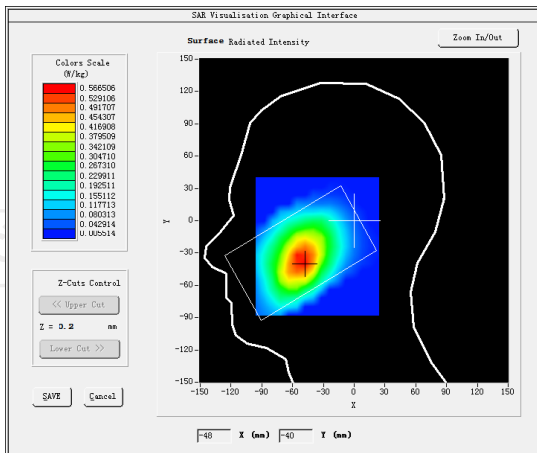 SAR Visualisation Graphical Interface
Surface Radiated Intensity
Zoom In/Out
Colors Scale
(W/kg)
0.566506
0.529106
0.491707
0.454307
0.416908
0.379509
0.342109
0.304710
0.267310
0.229911
0.192511
0.155112
0.117713
0.080313
0.042914
0.005514
Z-Cuts Control
<< Upper Cut
Z = 0.2 mm
Lower Cut >>
SAVE
Cancel
150
120
90
60
30
0
-30
-60
-90
-120
-150
Y
-150 -120 -90 -60 -30 0 30 60 90 120 150
X
-48 X (mm) -40 Y (mm)